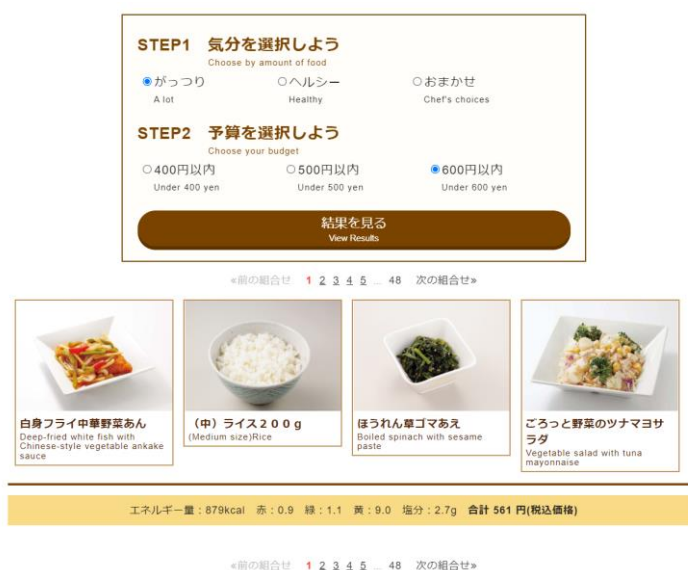 STEP1 気分を選択しよう
Choose by amount of food
がっつり ヘルシー おまかせ
A lot Healthy Chef's choices
STEP2 予算を選択しよう
Choose your budget
400円以内 500円以内 600円以内
Under 400 yen Under 500 yen Under 600 yen
結果を見る
View Results
«前の組合せ 1 2 3 4 5 ... 48 次の組合せ»
白身フライ中華野菜あん
Deep-fried white fish with
Chinese-style vegetable ankake
sauce
（中）ライス２００ｇ
(Medium size)Rice
ほうれん草ゴマあえ
Boiled spinach with sesame
paste
ごろっと野菜のツナマヨサ
ラダ
Vegetable salad with tuna
mayonnaise
エネルギー量：879kcal 赤：0.9 緑：1.1 黄：9.0 塩分：2.7g 合計 561 円(税込価格)
«前の組合せ 1 2 3 4 5 ... 48 次の組合せ»